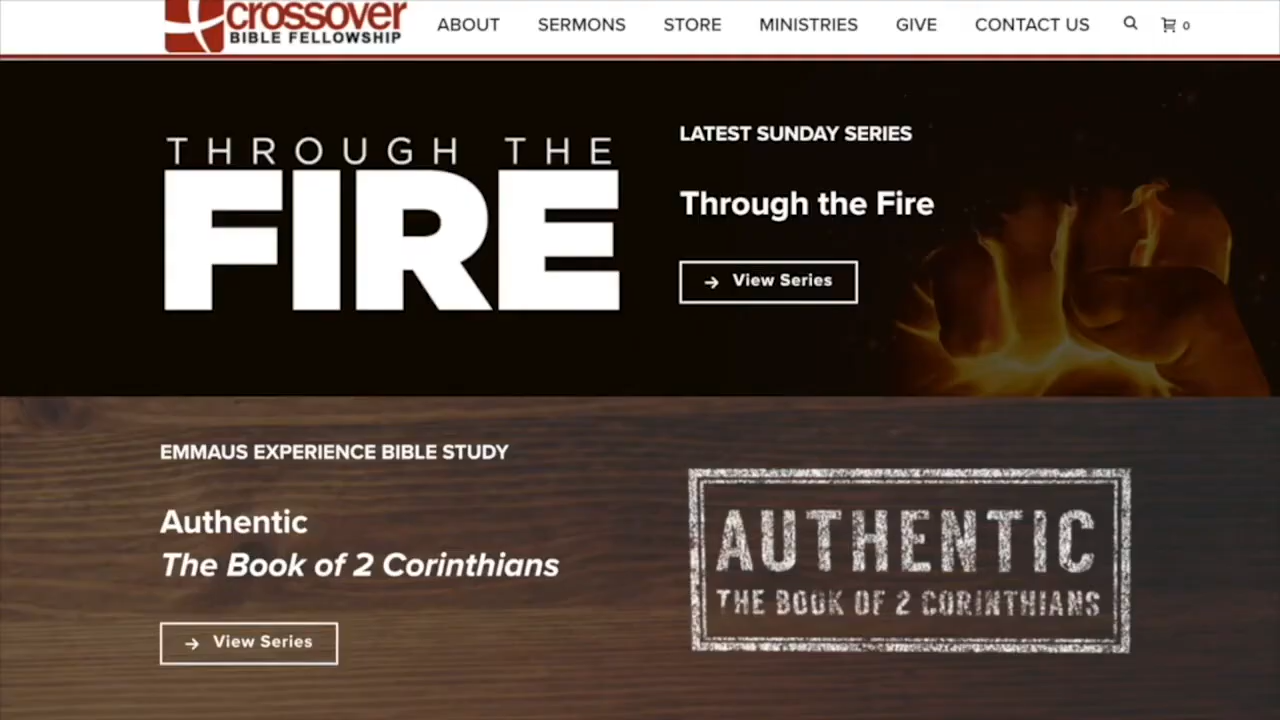 crossover
BIBLE FELLOWSHIP
ABOUT SERMONS STORE MINISTRIES GIVE CONTACT US 0
THROUGH THE
FIRE
LATEST SUNDAY SERIES
Through the Fire
→ View Series
EMMAUS EXPERIENCE BIBLE STUDY
Authentic
The Book of 2 Corinthians
→ View Series
AUTHENTIC
THE BOOK OF 2 CORINTHIANS